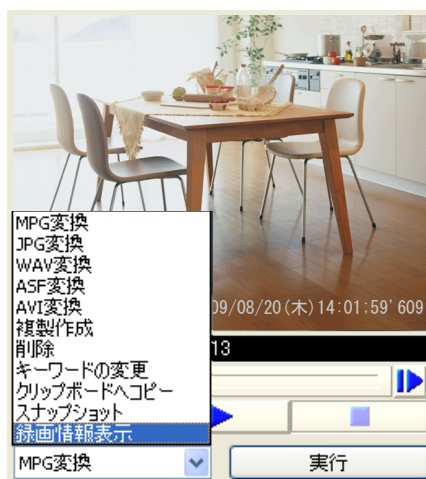 MPG変換
JPG変換
WAV変換
ASF変換
AVI変換
09/08/20(木)14:01;59' 609
複製作成
削除
13
キーワードの変更
クリップボードへコピー
スナップショット
録画情報表示
MPG変換
実行